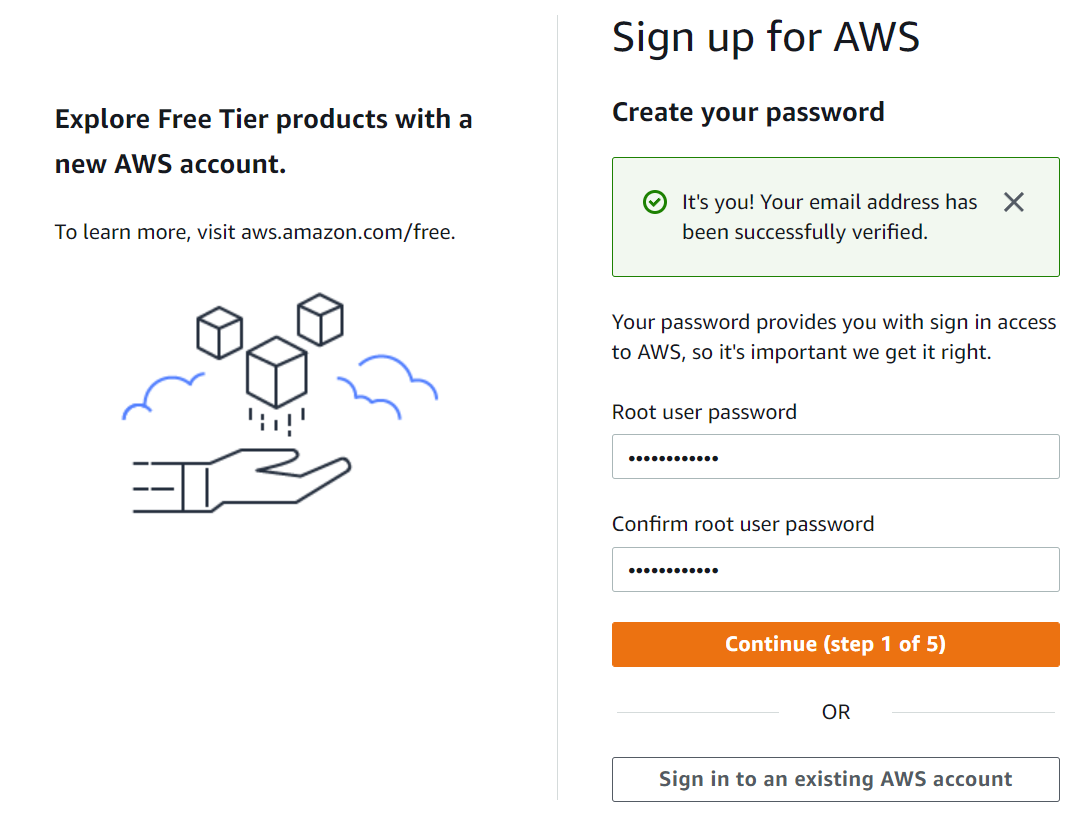 Explore Free Tier products with a
new AWS account.
To learn more, visit aws.amazon.com/free.
Sign up for AWS
Create your password
It's you! Your email address has
been successfully verified.
Your password provides you with sign in access
to AWS, so it's important we get it right.
Root user password
••••••••••••
Confirm root user password
••••••••••••
Continue (step 1 of 5)
OR
Sign in to an existing AWS account